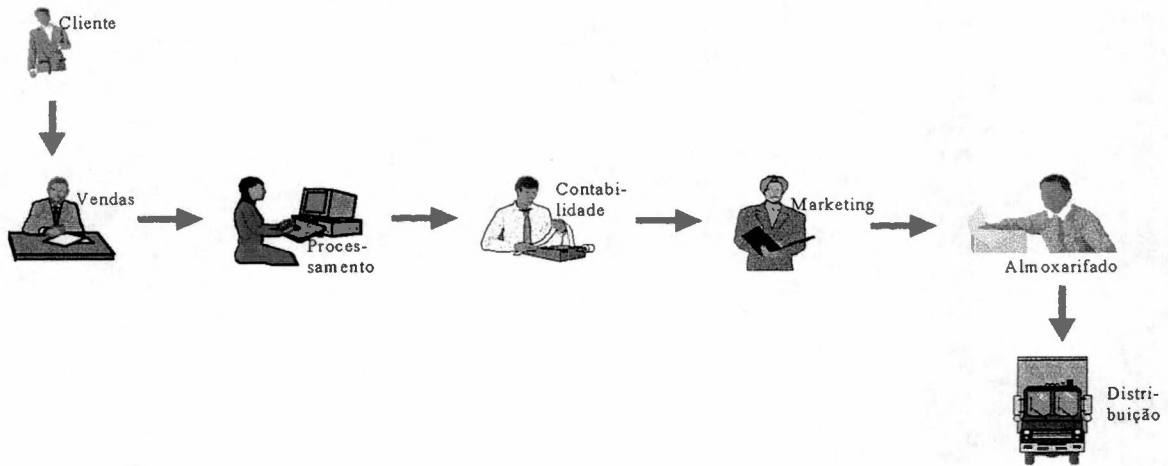 Cliente
Vendas
Proces-
samento
Contabi-
lidade
Marketing
Almoxarifado
Distri-
buição